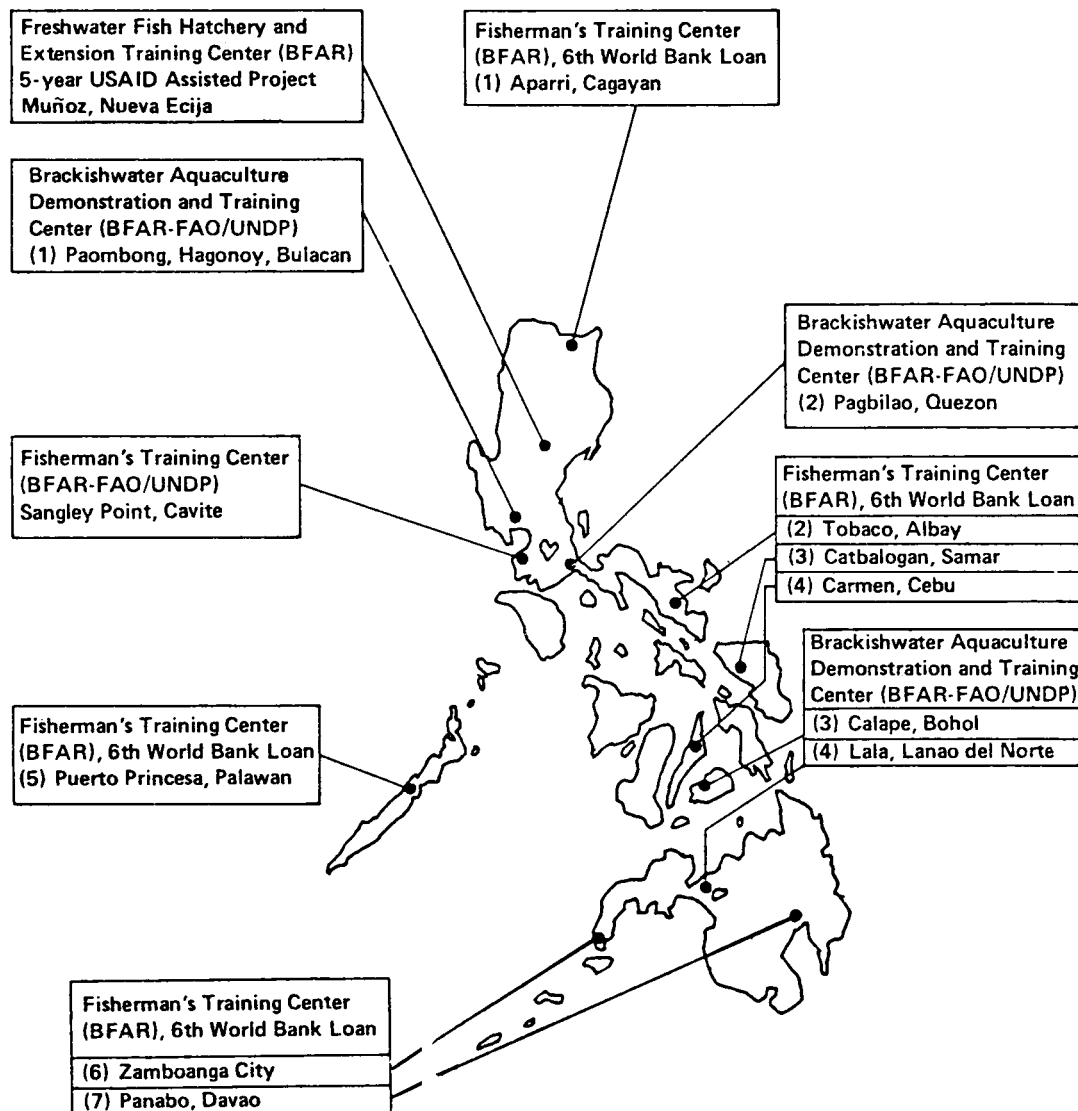 Freshwater Fish Hatchery and
Extension Training Center (BFAR)
5-year USAID Assisted Project
Muñoz, Nueva Ecija
Fisherman's Training Center
(BFAR), 6th World Bank Loan
(1) Aparri, Cagayan
Brackishwater Aquaculture
Demonstration and Training
Center (BFAR-FAO/UNDP)
(1) Paombong, Hagonoy, Bulacan
Brackishwater Aquaculture
Demonstration and Training
Center (BFAR-FAO/UNDP)
(2) Pagbilao, Quezon
Fisherman's Training Center
(BFAR-FAO/UNDP)
Sangley Point, Cavite
Fisherman's Training Center
(BFAR), 6th World Bank Loan
(2) Tobaco, Albay
(3) Catbalogan, Samar
(4) Carmen, Cebu
Brackishwater Aquaculture
Demonstration and Training
Center (BFAR-FAO/UNDP)
(3) Calape, Bohol
(4) Lala, Lanao del Norte
Fisherman's Training Center
(BFAR), 6th World Bank Loan
(5) Puerto Princesa, Palawan
Fisherman's Training Center
(BFAR), 6th World Bank Loan
(6) Zamboanga City
(7) Panabo, Davao